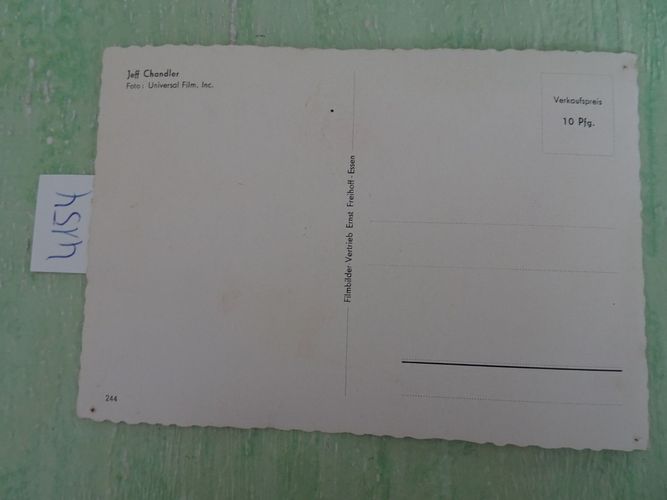 Jeff Chandler
Foto: Universal Film, Inc.
Verkaufspreis
10 Pfg.
Filmbilder Vertrieb Ernst Freihoff - Essen
4154
244